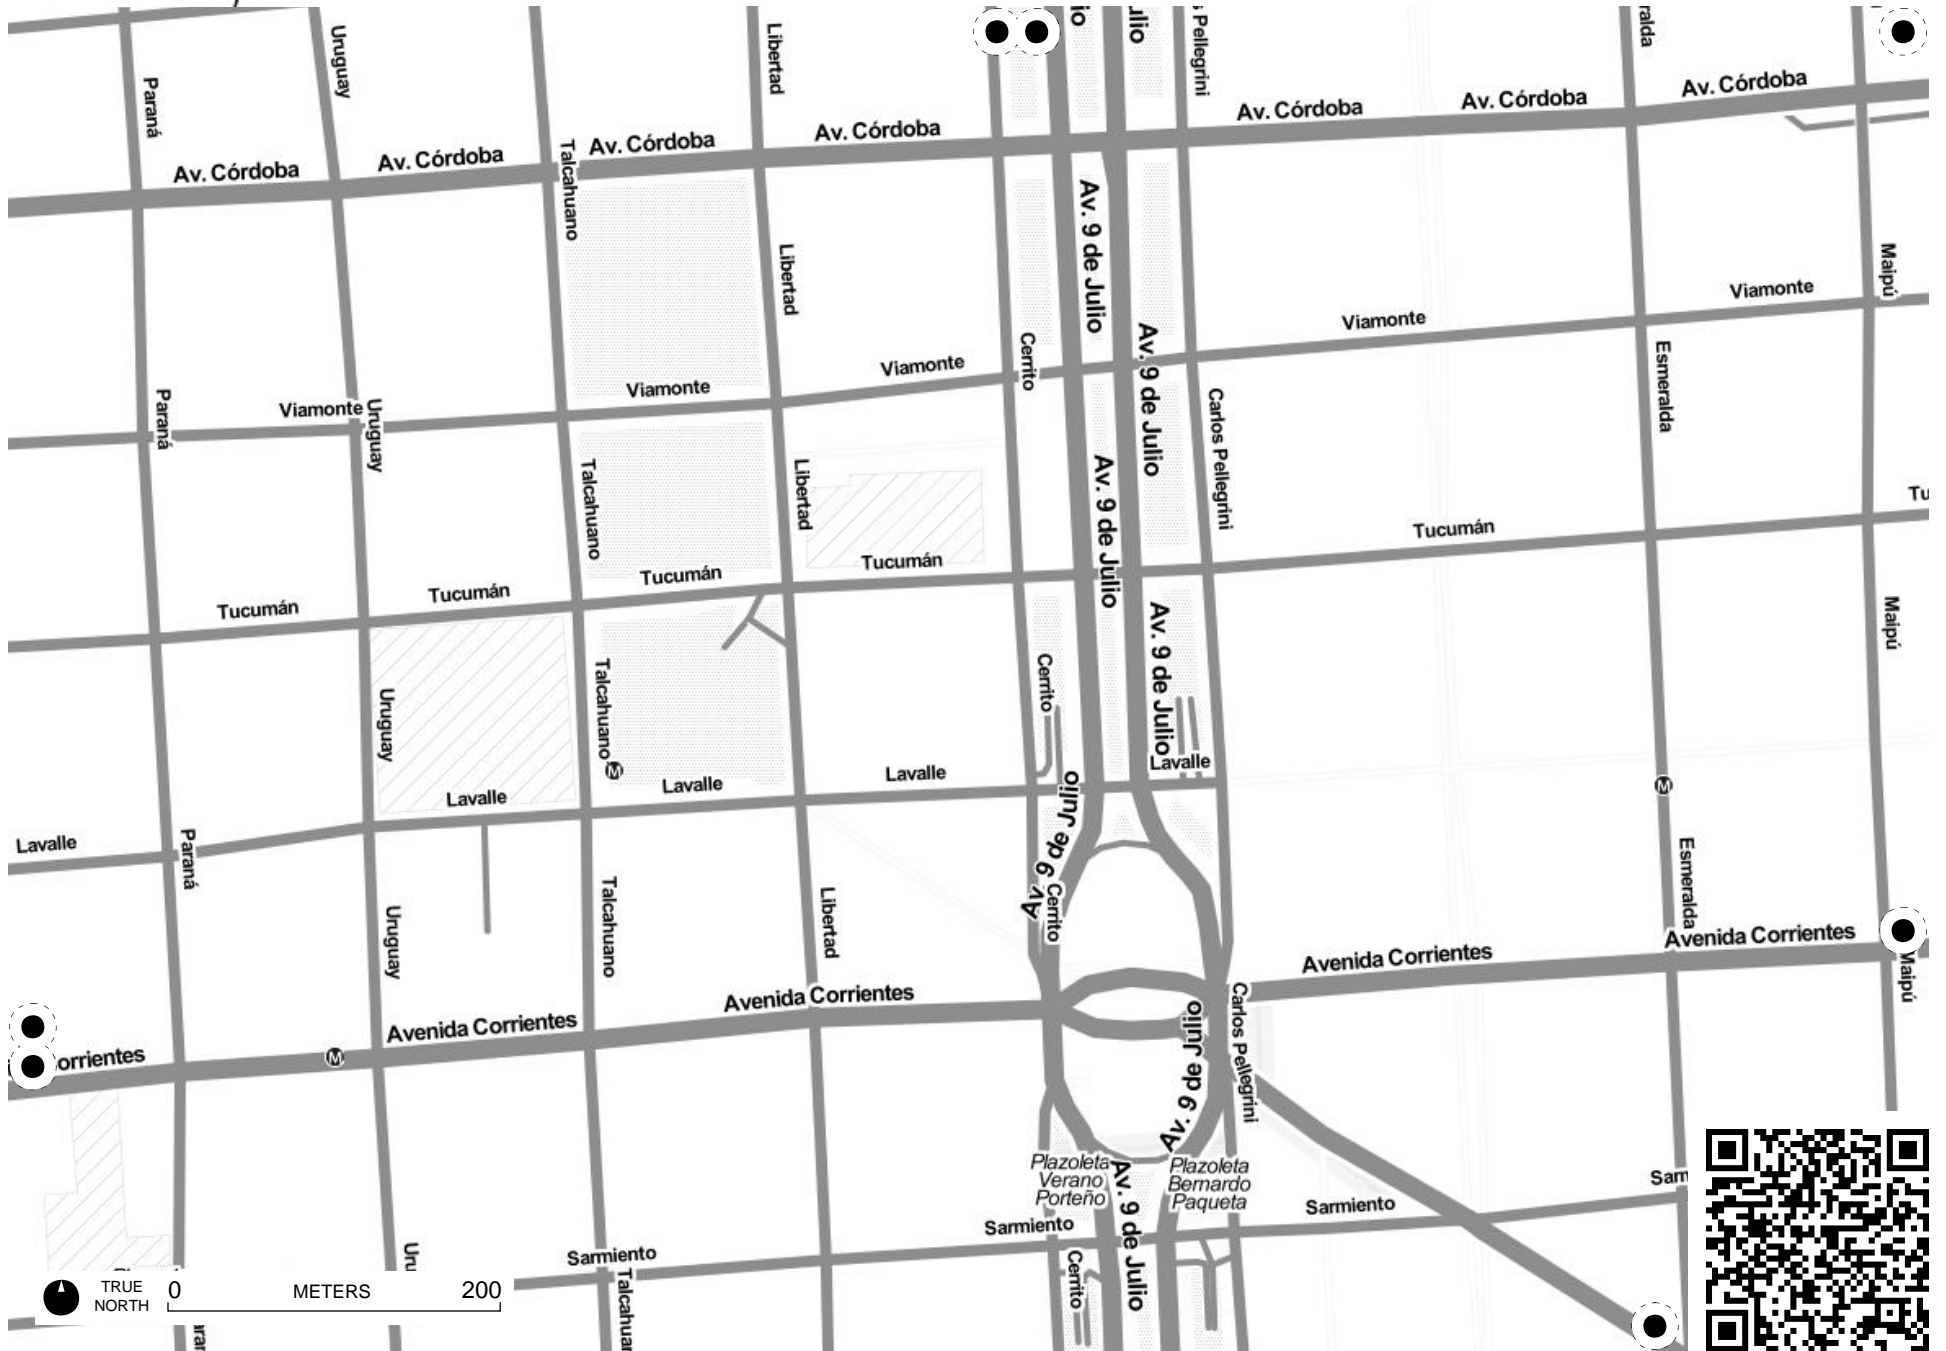 Uruguay
Libertad
Paraná
Av. Córdoba
Av. Córdoba
Av. Córdoba
Av. Córdoba
Av. Córdoba
Av. Córdoba
Av. Córdoba
Pellegrini
Talcahuano
Libertad
Av. 9 de Julio
Av. 9 de Julio
Maipú
Viamonte
Viamonte
Viamonte
Viamonte
Viamonte
Cerrito
Esmeralda
Paraná
Uruguay
Carlos Pellegrini
Talcahuano
Libertad
Av. 9 de Julio
Tucumán
Tucumán
Tucumán
Tucumán
Tucumán
Tu
Maipú
Av. 9 de Julio
Uruguay
Talcahuano
M
Cerrito
Lavalle
Lavalle
Lavalle
Lavalle
Lavalle
M
Av. 9 de Julio
Paraná
Uruguay
Talcahuano
Libertad
Cerrito
Esmeralda
Avenida Corrientes
Avenida Corrientes
Avenida Corrientes
Avenida Corrientes
orrientes
M
Maipú
Carlos Pellegrini
Av. 9 de Julio
Plazoleta
Verano
Porteño
Plazoleta
Bernardo
Paqueta
Av. 9 de Julio
Sarmiento
Sarmiento
Sarmiento
Sarm
Cerrito
Uru
Talcahuar
TRUE
NORTH
0
METERS
200